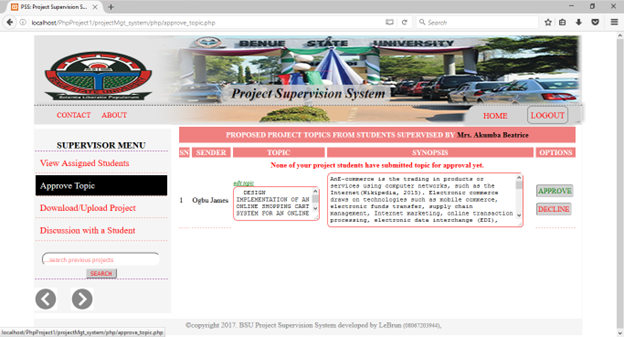 PSS: Project Supervision S...
localhost/PhpProject1/projectMgt_system/php/approve_topic.php
Search
BENUE STATE UNIVERSITY
Project Supervision System
CONTACT ABOUT
HOME LOGOUT
SUPERVISOR MENU
View Assigned Students
Approve Topic
Download/Upload Project
Discussion with a Student
...search previous projects
SEARCH
PROPOSED PROJECT TOPICS FROM STUDENTS SUPERVISED BY Mrs. Akumba Beatrice
SN SENDER TOPIC SYNOPSIS OPTIONS
None of your project students have submitted topic for approval yet.
1 Ogbu James
edit topic
DESIGN
IMPLEMENTATION OF AN
ONLINE SHOPPING CART
SYSTEM FOR AN ONLINE
AnE-commerce is the trading in products or
services using computer networks, such as the
Internet(Wikipedia, 2015). Electronic commerce
draws on technologies such as mobile commerce,
electronic funds transfer, supply chain
management, Internet marketing, online transaction
processing, electronic data interchange (EDI),
APPROVE
DECLINE
localhost/PhpProject1/projectMgt_system/php/approve_topic.php
©copyright 2017. BSU Project Supervision System developed by LeBran (08067203944),